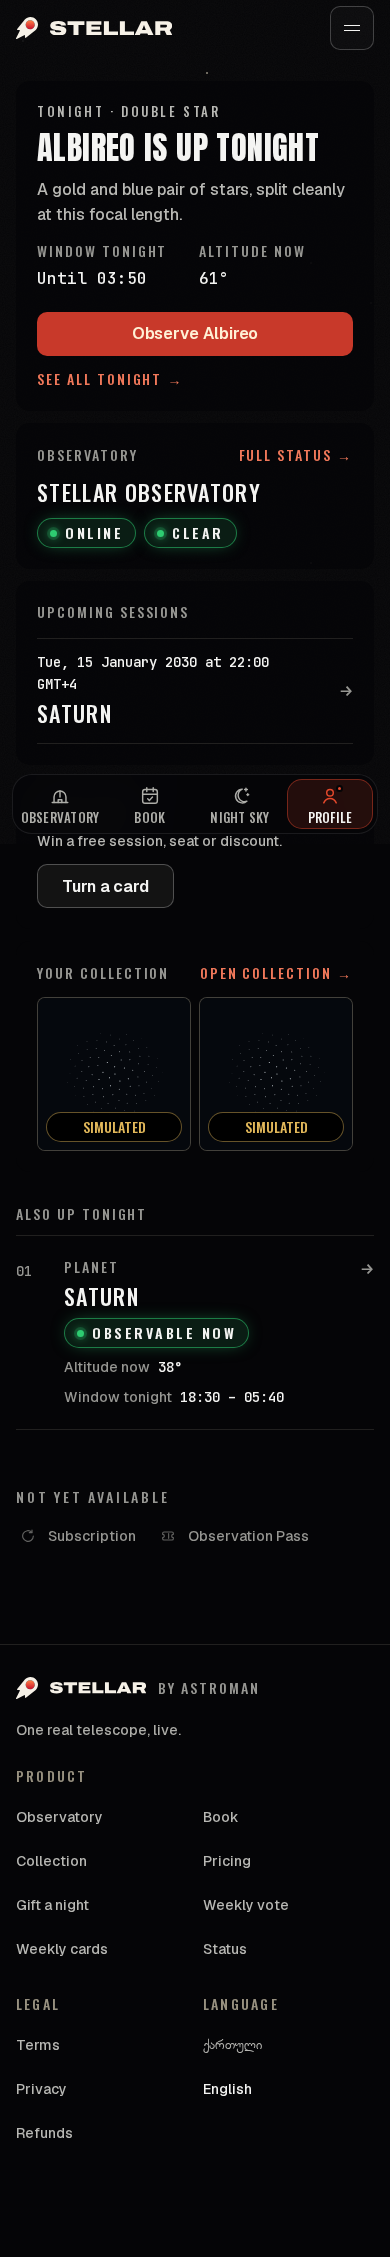 STELLAR
TONIGHT · DOUBLE STAR
ALBIREO IS UP TONIGHT
A gold and blue pair of stars, split cleanly
at this focal length.
WINDOW TONIGHT
Until 03:50
ALTITUDE NOW
61°
Observe Albireo
SEE ALL TONIGHT →
OBSERVATORY
FULL STATUS →
STELLAR OBSERVATORY
ONLINE
CLEAR
UPCOMING SESSIONS
Tue, 15 January 2030 at 22:00
GMT+4
SATURN
OBSERVATORY
BOOK
NIGHT SKY
PROFILE
Win a free session, seat or discount.
Turn a card
YOUR COLLECTION
OPEN COLLECTION →
SIMULATED
SIMULATED
ALSO UP TONIGHT
01
PLANET
SATURN
OBSERVABLE NOW
Altitude now 38°
Window tonight 18:30 – 05:40
NOT YET AVAILABLE
Subscription
Observation Pass
STELLAR BY ASTROMAN
One real telescope, live.
PRODUCT
Observatory
Book
Collection
Pricing
Gift a night
Weekly vote
Weekly cards
Status
LEGAL
Terms
Privacy
Refunds
LANGUAGE
ქართული
English